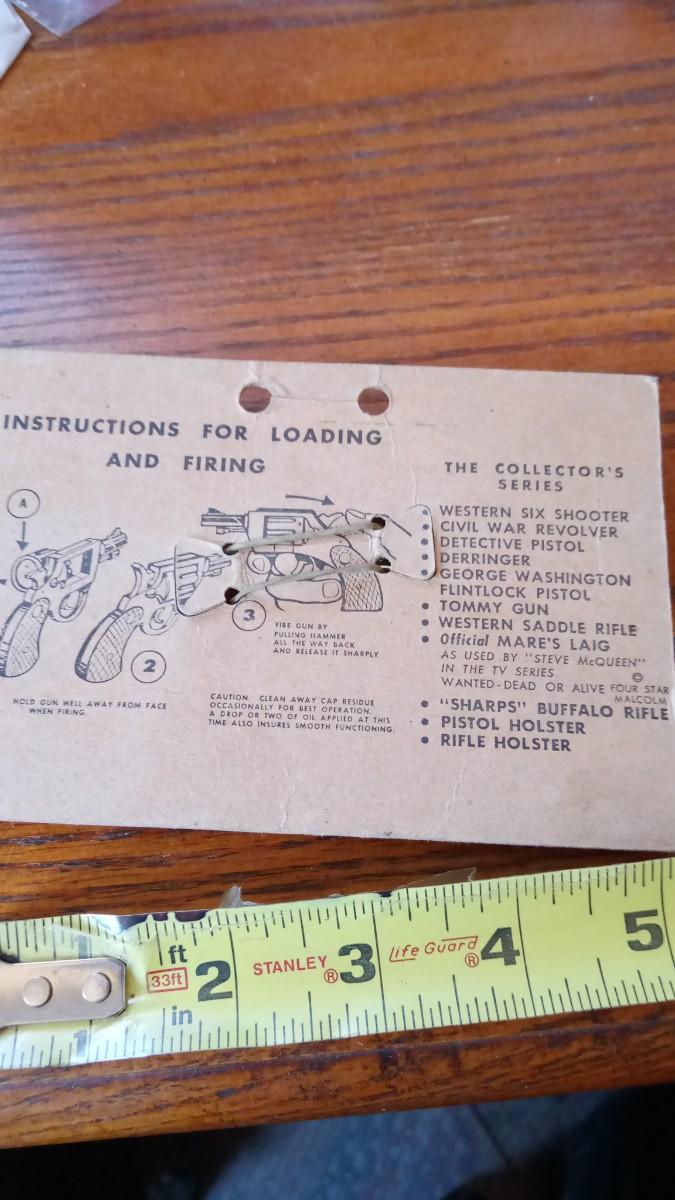 INSTRUCTIONS FOR LOADING
AND FIRING
A
2
3
FIRE GUN BY
PULLING HAMMER
ALL THE WAY BACK
AND RELEASE IT SHARPLY
HOLD GUN WELL AWAY FROM FACE
WHEN FIRING.
CAUTION. CLEAN AWAY CAP RESIDUE
OCCASIONALLY FOR BEST OPERATION.
A DROP OR TWO OF OIL APPLIED AT THIS
TIME ALSO INSURES SMOOTH FUNCTIONING.
THE COLLECTOR'S
SERIES
• WESTERN SIX SHOOTER
• CIVIL WAR REVOLVER
• DETECTIVE PISTOL
• DERRINGER
• GEORGE WASHINGTON
FLINTLOCK PISTOL
• TOMMY GUN
• WESTERN SADDLE RIFLE
• Official MARE'S LAIG
AS USED BY "STEVE McQUEEN"
IN THE TV SERIES
WANTED-DEAD OR ALIVE © FOUR STAR
MALCOLM
• "SHARPS" BUFFALO RIFLE
• PISTOL HOLSTER
• RIFLE HOLSTER
ft
33ft 2 STANLEY® 3 Life Guard® 4 5
in
1